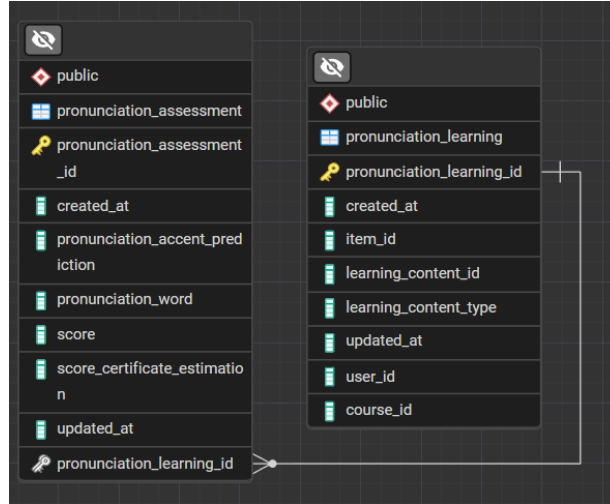 public
pronunciation_assessment
pronunciation_assessment
_id
created_at
pronunciation_accent_pred
iction
pronunciation_word
score
score_certificate_estimatio
n
updated_at
pronunciation_learning_id
public
pronunciation_learning
pronunciation_learning_id
created_at
item_id
learning_content_id
learning_content_type
updated_at
user_id
course_id